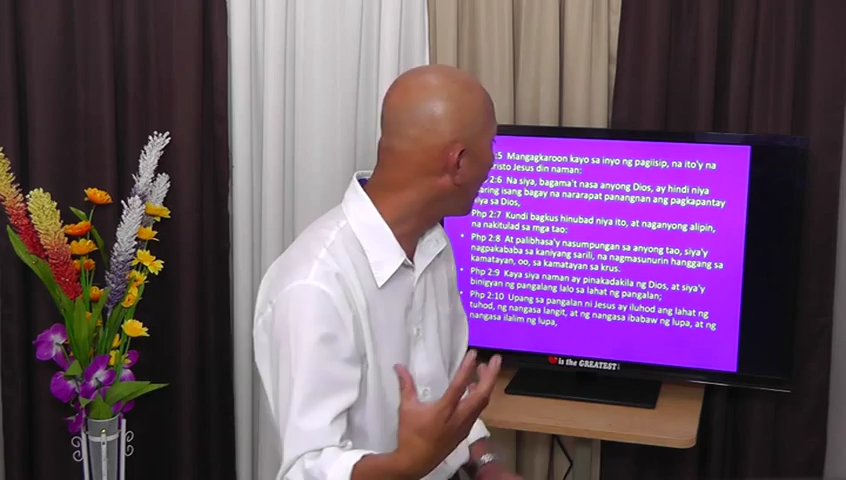 :5 Mangagkaroon kayo sa inyo ng pagiisip, na ito'y na
risto Jesus din naman:
2:6 Na siya, bagama't nasa anyong Dios, ay hindi niya
aring isang bagay na nararapat panangnan ang pagkapantay
niya sa Dios,
Php 2:7 Kundi bagkus hinubad niya ito, at naganyong alipin,
na nakitulad sa mga tao:
• Php 2:8 At palibhasa'y nasumpungan sa anyong tao, siya'y
nagpakababa sa kaniyang sarili, na nagmasunurin hanggang sa
kamatayan, oo, sa kamatayan sa krus.
• Php 2:9 Kaya siya naman ay pinakadakila ng Dios, at siya'y
binigyan ng pangalang lalo sa lahat ng pangalan;
• Php 2:10 Upang sa pangalan ni Jesus ay iluhod ang lahat ng
tuhod, ng nangasa langit, at ng nangasa ibabaw ng lupa, at ng
nangasa ilalim ng lupa,
is the GREATEST!